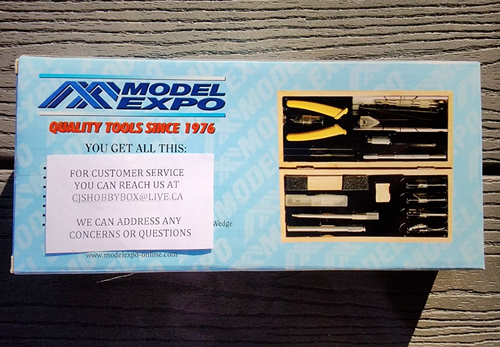 MODEL
EXPO
QUALITY TOOLS SINCE 1976
YOU GET ALL THIS:
FOR CUSTOMER SERVICE
YOU CAN REACH US AT
CJSHOBBYBOX@LIVE.CA
WE CAN ADDRESS ANY
CONCERNS OR QUESTIONS
Wedge
www.modelexpo-online.com